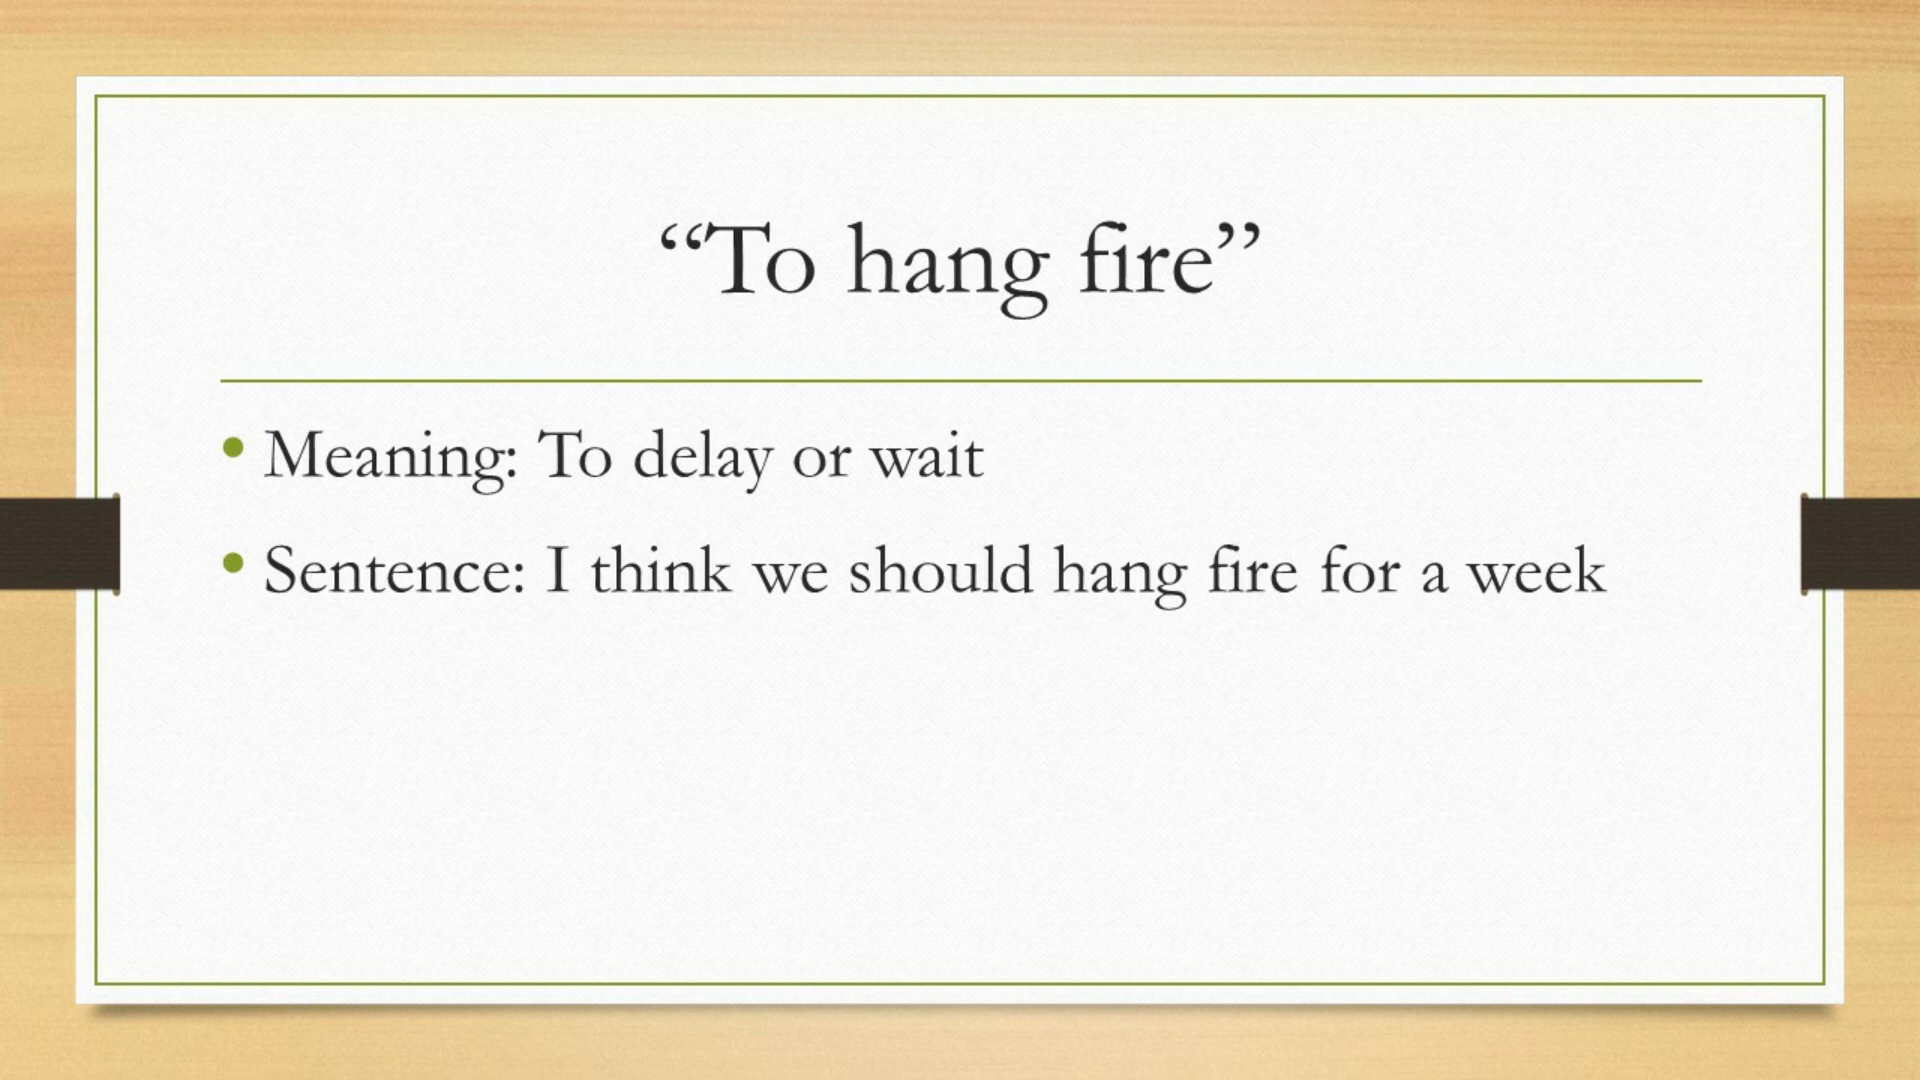 “To hang fire”
• Meaning: To delay or wait
• Sentence: I think we should hang fire for a week